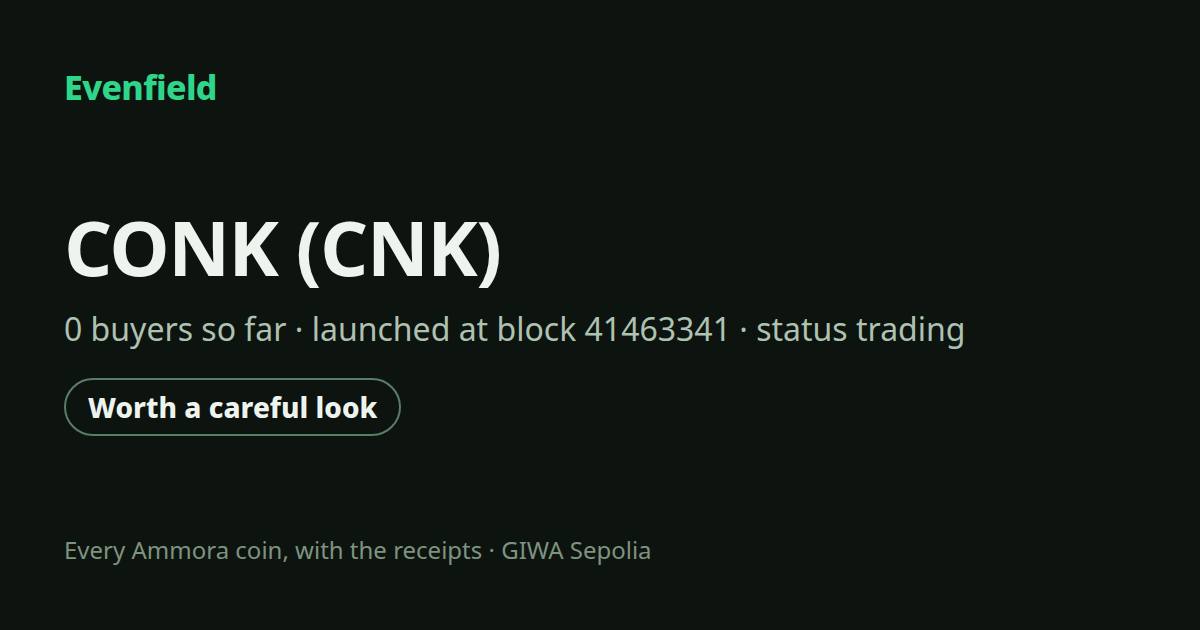 Evenfield
CONK (CNK)
0 buyers so far · launched at block 41463341 · status trading
Worth a careful look
Every Ammora coin, with the receipts · GIWA Sepolia